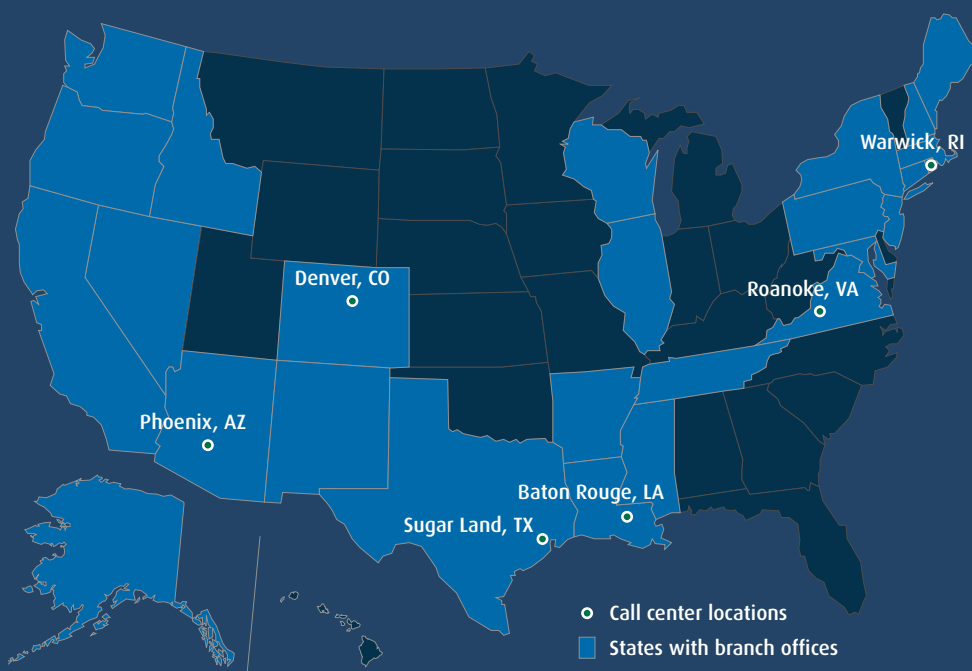 Warwick, RI
Denver, CO
Roanoke, VA
Phoenix, AZ
Baton Rouge, LA
Sugar Land, TX
Call center locations
States with branch offices